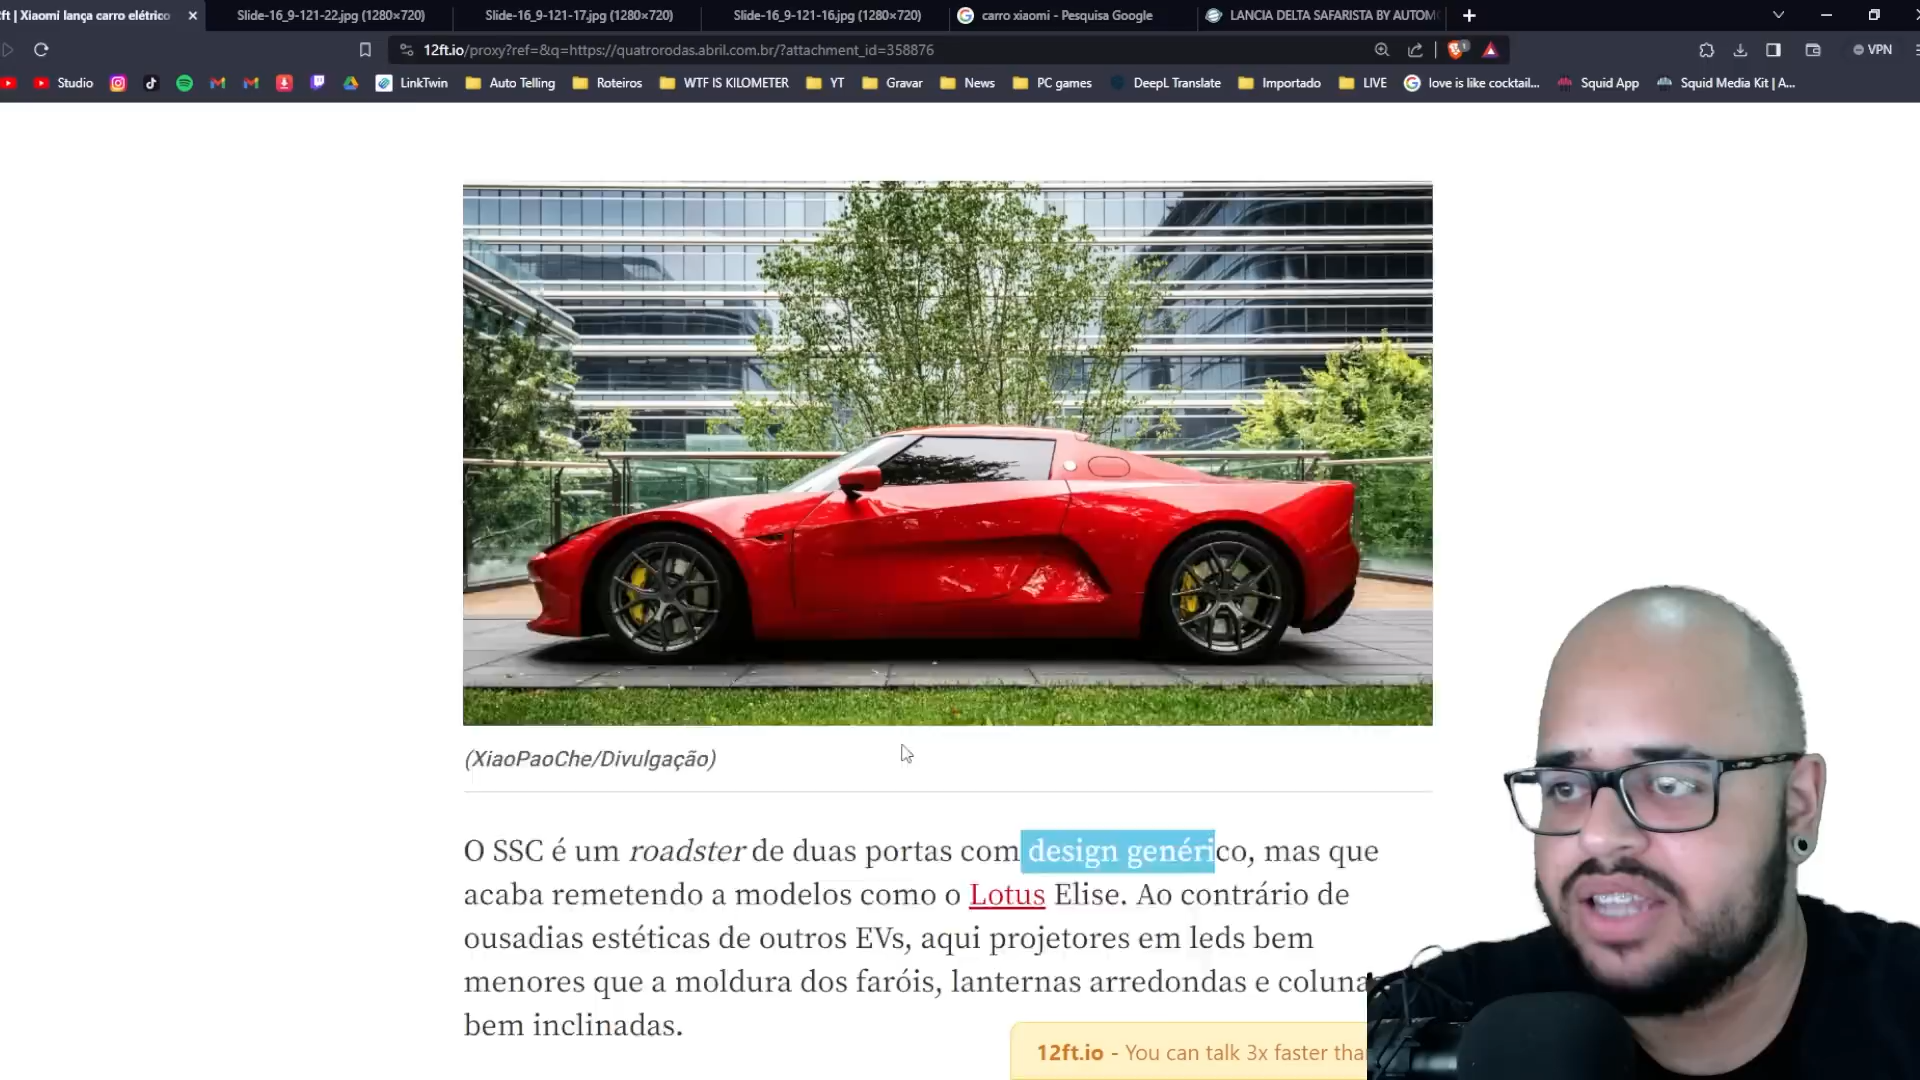 ft | Xiaomi lança carro elétrico
Slide-16_9-121-22.jpg (1280×720)
Slide-16_9-121-17.jpg (1280×720)
Slide-16_9-121-16.jpg (1280×720)
carro xiaomi - Pesquisa Google
LANCIA DELTA SAFARISTA BY AUTOM
12ft.io/proxy?ref=&q=https://quatrorodas.abril.com.br/?attachment_id=358876
1
VPN
Studio
LinkTwin
Auto Telling
Roteiros
WTF IS KILOMETER
YT
Gravar
News
PC games
DeepL Translate
Importado
LIVE
love is like cocktail...
Squid App
Squid Media Kit | A...
(XiaoPaoChe/Divulgação)
O SSC é um roadster de duas portas com design genérico, mas que
acaba remetendo a modelos como o Lotus Elise. Ao contrário de
ousadias estéticas de outros EVs, aqui projetores em leds bem
menores que a moldura dos faróis, lanternas arredondas e colunas
bem inclinadas.
12ft.io - You can talk 3x faster tha